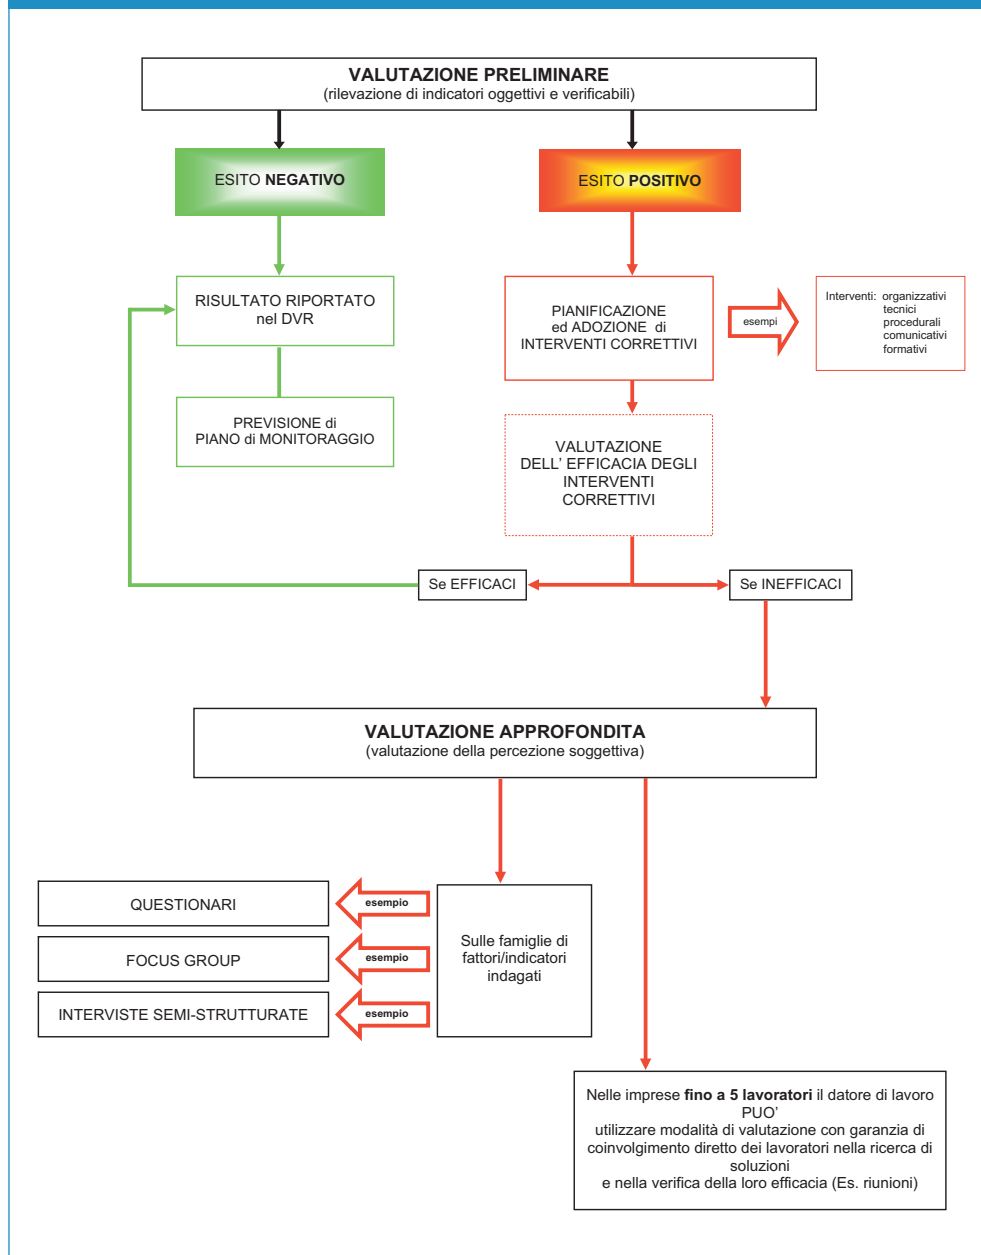 VALUTAZIONE PRELIMINARE
(rilevazione di indicatori oggettivi e verificabili)
ESITO NEGATIVO
ESITO POSITIVO
RISULTATO RIPORTATO
nel DVR
PIANIFICAZIONE
ed ADOZIONE di
INTERVENTI CORRETTIVI
esempi
Interventi: organizzativi
tecnici
procedurali
comunicativi
formativi
PREVISIONE di
PIANO di MONITORAGGIO
VALUTAZIONE
DELL' EFFICACIA DEGLI
INTERVENTI
CORRETTIVI
Se EFFICACI
Se INEFFICACI
VALUTAZIONE APPROFONDITA
(valutazione della percezione soggettiva)
QUESTIONARI
esempio
FOCUS GROUP
esempio
INTERVISTE SEMI-STRUTTURATE
esempio
Sulle famiglie di
fattori/indicatori
indagati
Nelle imprese fino a 5 lavoratori il datore di lavoro
PUO'
utilizzare modalità di valutazione con garanzia di
coinvolgimento diretto dei lavoratori nella ricerca di
soluzioni
e nella verifica della loro efficacia (Es. riunioni)